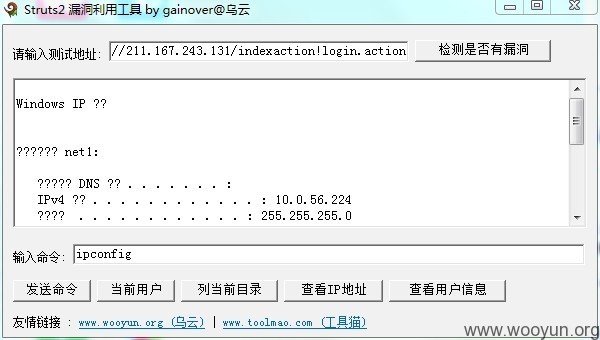 Struts2 漏洞利用工具 by gainover@乌云
请输入测试地址: //211.167.243.131/indexaction!login.action 检测是否有漏洞
Windows IP ??
?????? net1:
????? DNS ?? . . . . . . . :
IPv4 ?? . . . . . . . . . . . . : 10.0.56.224
???? . . . . . . . . . . . . : 255.255.255.0
输入命令: ipconfig
发送命令 当前用户 列当前目录 查看IP地址 查看用户信息
友情链接 : www.wooyun.org (乌云) | www.toolmao.com (工具猫)
www.wooyun.org